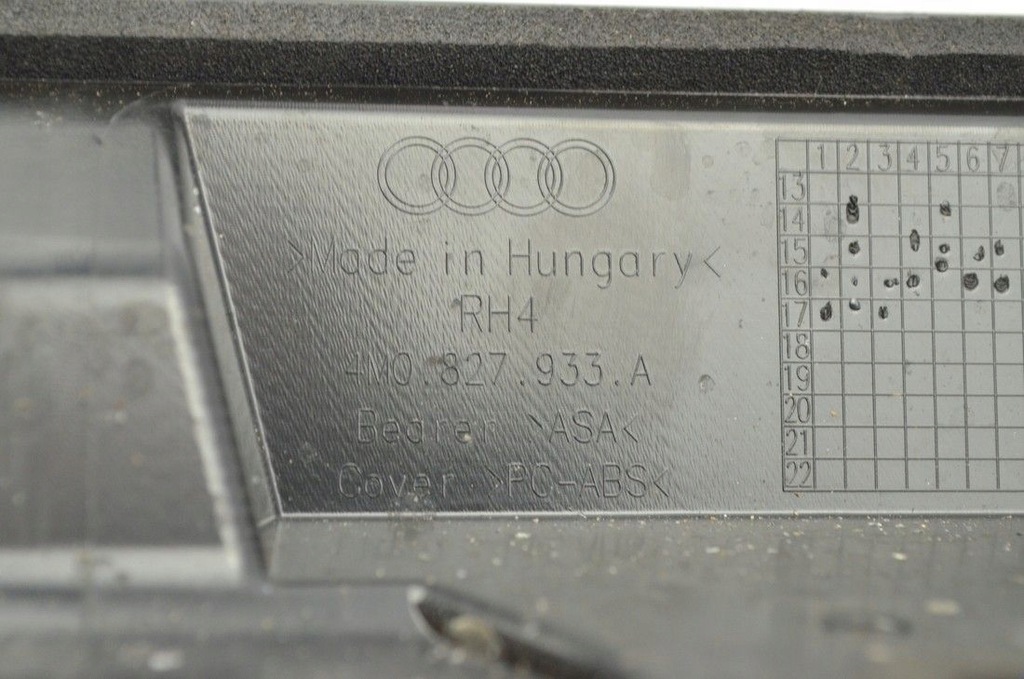 >Made in Hungary<
RH4
4M0.827.933.A
Bearer >ASA<
Cover >PC-ABS<
1 2 3 4 5 6 7
13
14
15
16
17
18
19
20
21
22